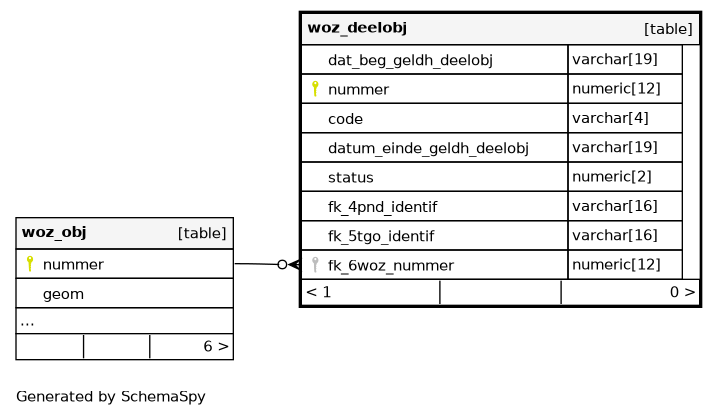 woz_deelobj [table]
dat_beg_geldh_deelobj varchar[19]
nummer numeric[12]
code varchar[4]
datum_einde_geldh_deelobj varchar[19]
status numeric[2]
fk_4pnd_identif varchar[16]
fk_5tgo_identif varchar[16]
fk_6woz_nummer numeric[12]
< 1 0 >
woz_obj [table]
nummer
geom
...
6 >
Generated by SchemaSpy